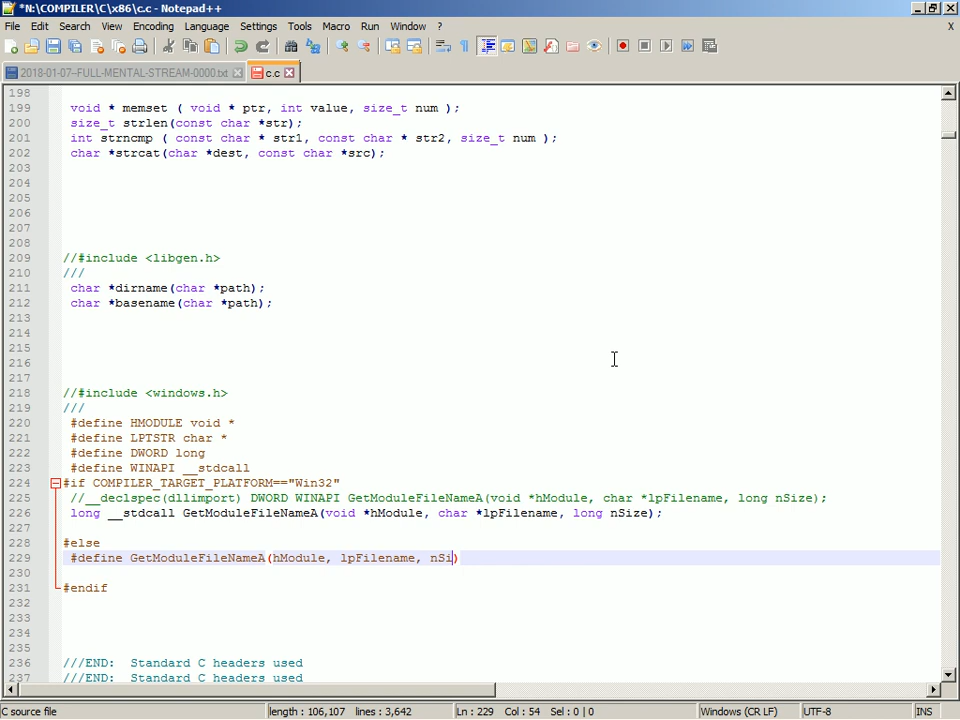 *N:\COMPILER\C\x86\c.c - Notepad++
File Edit Search View Encoding Language Settings Tools Macro Run Window ? X
2018-01-07--FULL-MENTAL-STREAM-0000.txt c.c
198
199 void * memset ( void * ptr, int value, size_t num );
200 size_t strlen(const char *str);
201 int strncmp ( const char * str1, const char * str2, size_t num );
202 char *strcat(char *dest, const char *src);
203
204
205
206
207
208
209 //#include <libgen.h>
210 ///
211 char *dirname(char *path);
212 char *basename(char *path);
213
214
215
216
217
218 //#include <windows.h>
219 ///
220 #define HMODULE void *
221 #define LPTSTR char *
222 #define DWORD long
223 #define WINAPI __stdcall
224 #if COMPILER_TARGET_PLATFORM=="Win32"
225 //__declspec(dllimport) DWORD WINAPI GetModuleFileNameA(void *hModule, char *lpFilename, long nSize);
226 long __stdcall GetModuleFileNameA(void *hModule, char *lpFilename, long nSize);
227
228 #else
229 #define GetModuleFileNameA(hModule, lpFilename, nSi)
230
231 #endif
232
233
234
235
236 ///END:  Standard C headers used
237 ///END:  Standard C headers used
C source file length : 106,107 lines : 3,642 Ln : 229 Col : 54 Sel : 0 | 0 Windows (CR LF) UTF-8 INS